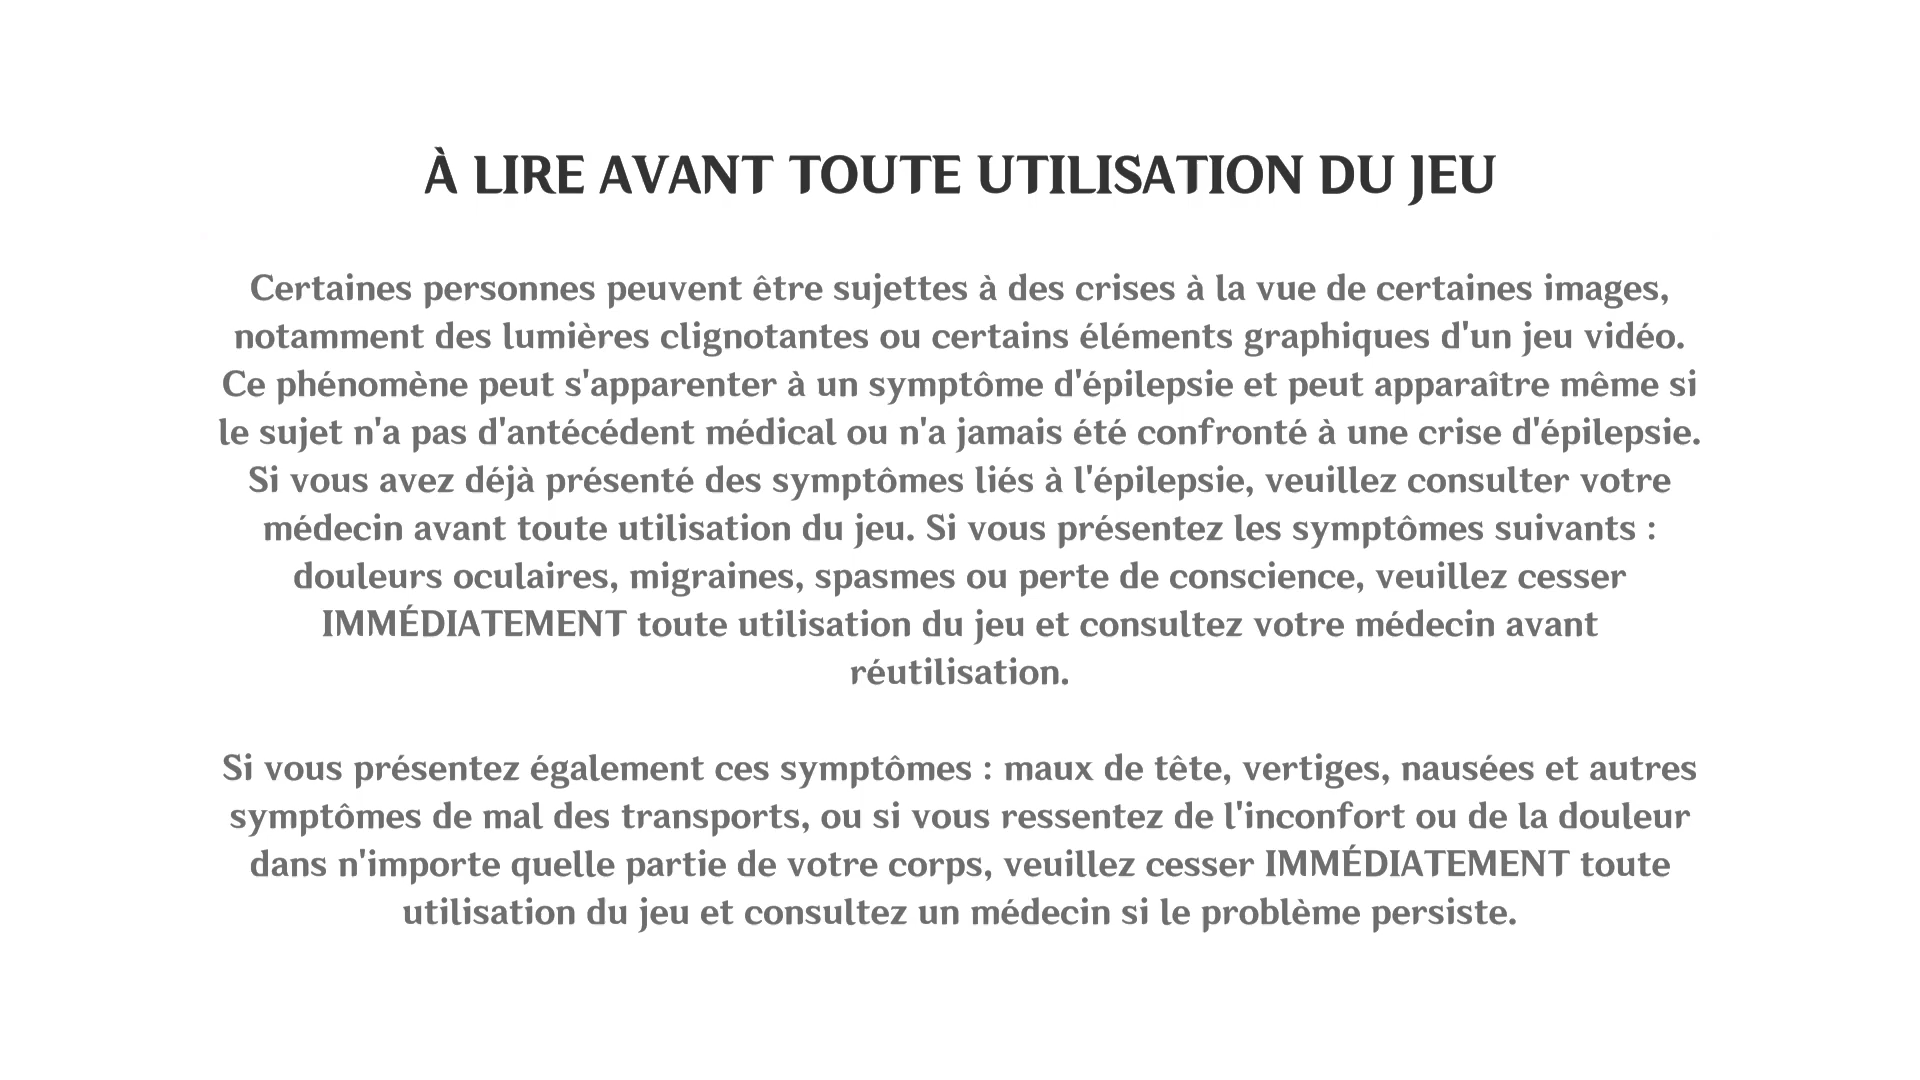 À LIRE AVANT TOUTE UTILISATION DU JEU
Certaines personnes peuvent être sujettes à des crises à la vue de certaines images,
notamment des lumières clignotantes ou certains éléments graphiques d'un jeu vidéo.
Ce phénomène peut s'apparenter à un symptôme d'épilepsie et peut apparaître même si
le sujet n'a pas d'antécédent médical ou n'a jamais été confronté à une crise d'épilepsie.
Si vous avez déjà présenté des symptômes liés à l'épilepsie, veuillez consulter votre
médecin avant toute utilisation du jeu. Si vous présentez les symptômes suivants :
douleurs oculaires, migraines, spasmes ou perte de conscience, veuillez cesser
IMMÉDIATEMENT toute utilisation du jeu et consultez votre médecin avant
réutilisation.
Si vous présentez également ces symptômes : maux de tête, vertiges, nausées et autres
symptômes de mal des transports, ou si vous ressentez de l'inconfort ou de la douleur
dans n'importe quelle partie de votre corps, veuillez cesser IMMÉDIATEMENT toute
utilisation du jeu et consultez un médecin si le problème persiste.